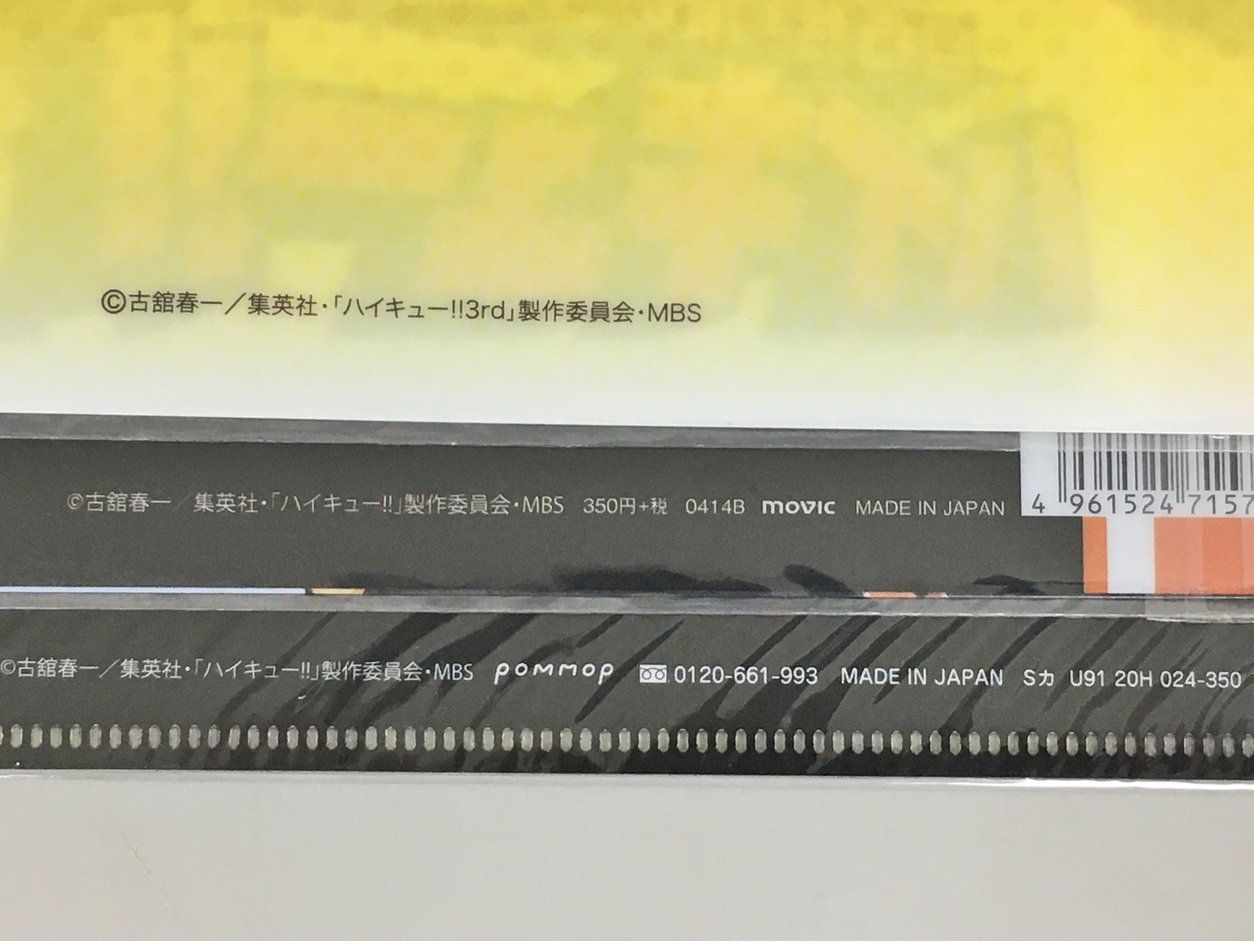 ©古舘春一／集英社・「ハイキュー!!3rd」製作委員会・MBS
©古舘春一／集英社・「ハイキュー!!」製作委員会・MBS 350円+税 0414B movic MADE IN JAPAN
4 961524 7157
©古舘春一／集英社・「ハイキュー!!」製作委員会・MBS pommop 0120-661-993 MADE IN JAPAN Sカ U91 20H 024-350